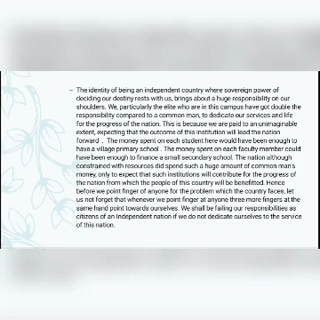 – The identity of being an independent country where sovereign power of
deciding our destiny rests with us, brings about a huge responsibility on our
shoulders. We, particularly the elite who are in this campus have got double the
responsibility compared to a common man, to dedicate our services and life
for the progress of the nation. This is because we are paid to an unimaginable
extent, expecting that the outcome of this institution will lead the nation
forward . The money spent on each student here would have been enough to
have a village primary school . The money spent on each faculty member could
have been enough to finance a small secondary school. The nation although
constrained with resources did spend such a huge amount of common man's
money, only to expect that such institutions will contribute for the progress of
the nation from which the people of this country will be benefitted. Hence
before we point finger of anyone for the problem which the country faces, let
us not forget that whenever we point finger at anyone three more fingers at the
same hand point towards ourselves. We shall be failing our responsibilities as
citizens of an Independent nation if we do not dedicate ourselves to the service
of this nation.